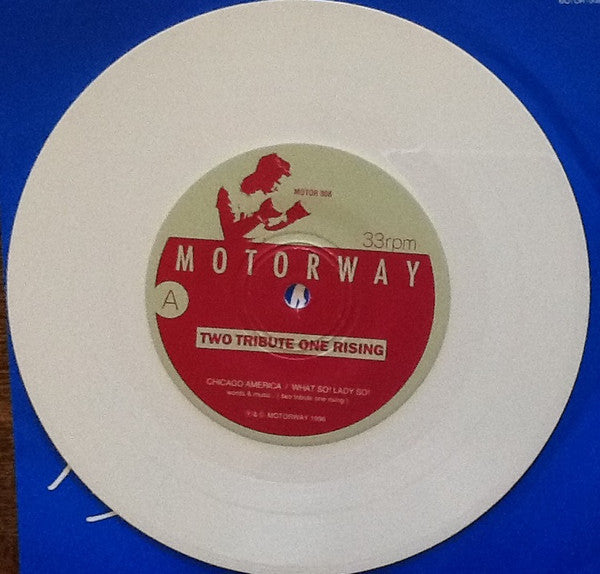 MOTOR 008
33rpm
MOTORWAY
A
TWO TRIBUTE ONE RISING
CHICAGO AMERICA / WHAT SO! LADY SO!
words & music : ( two tribute one rising )
℗ & © MOTORWAY 1996